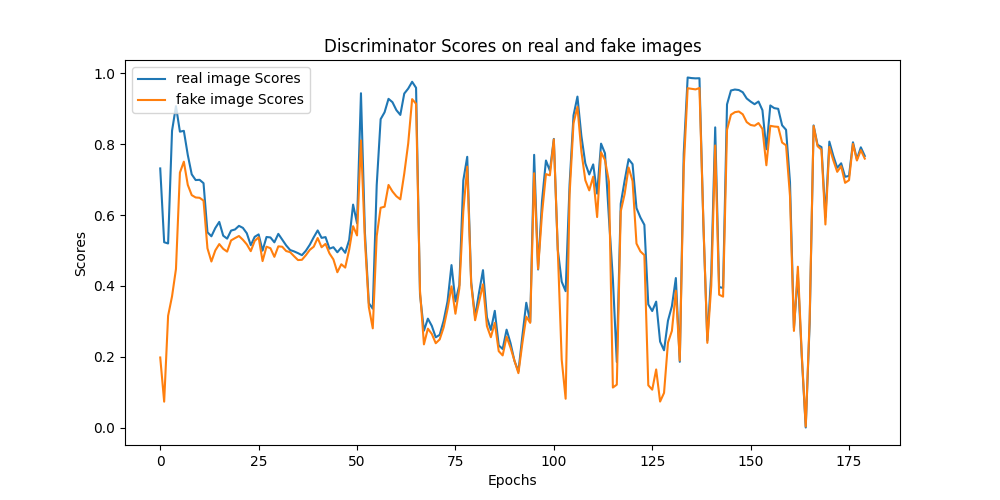 Discriminator Scores on real and fake images
real image Scores
fake image Scores
1.0
0.8
0.6
0.4
0.2
0.0
Scores
0 25 50 75 100 125 150 175
Epochs